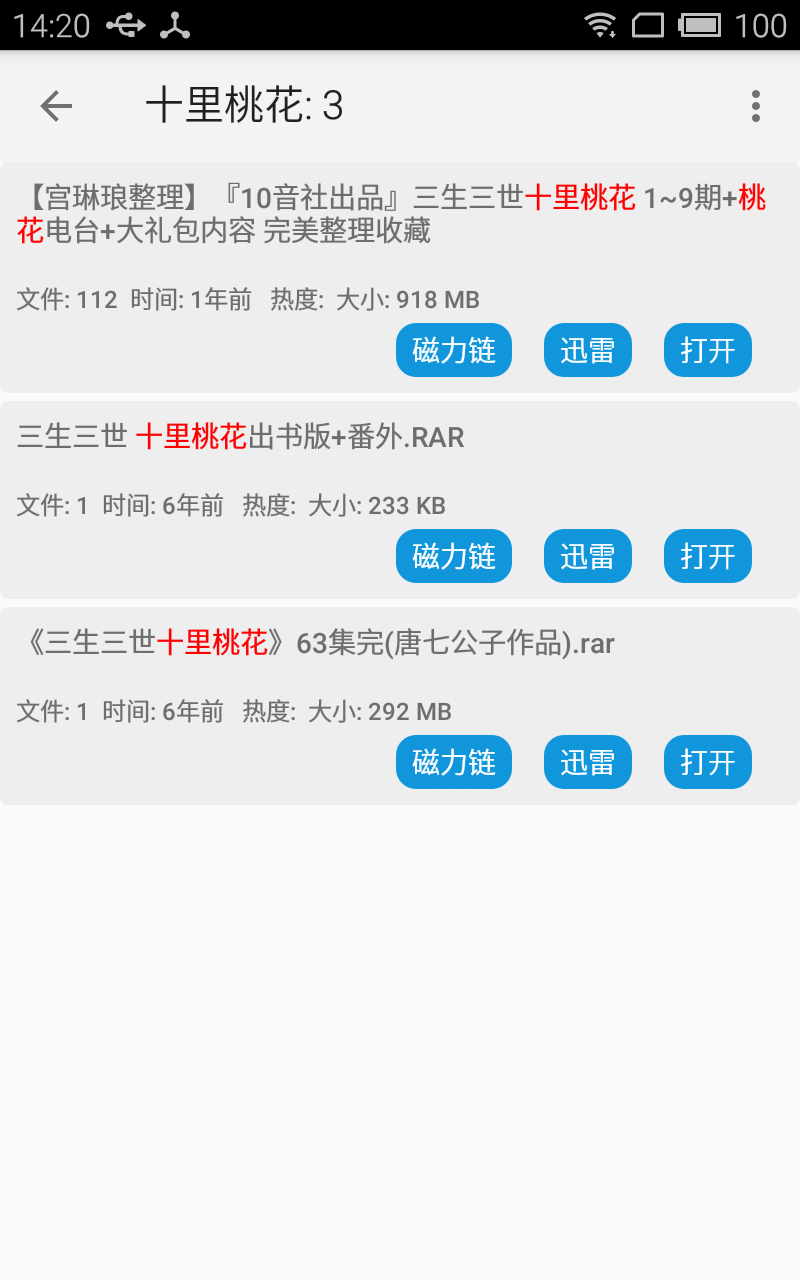 14:20 100
十里桃花: 3
【宫琳琅整理】『10音社出品』三生三世十里桃花 1~9期+桃
花电台+大礼包内容 完美整理收藏
文件: 112 时间: 1年前 热度: 大小: 918 MB
磁力链 迅雷 打开
三生三世 十里桃花出书版+番外.RAR
文件: 1 时间: 6年前 热度: 大小: 233 KB
磁力链 迅雷 打开
《三生三世十里桃花》63集完(唐七公子作品).rar
文件: 1 时间: 6年前 热度: 大小: 292 MB
磁力链 迅雷 打开